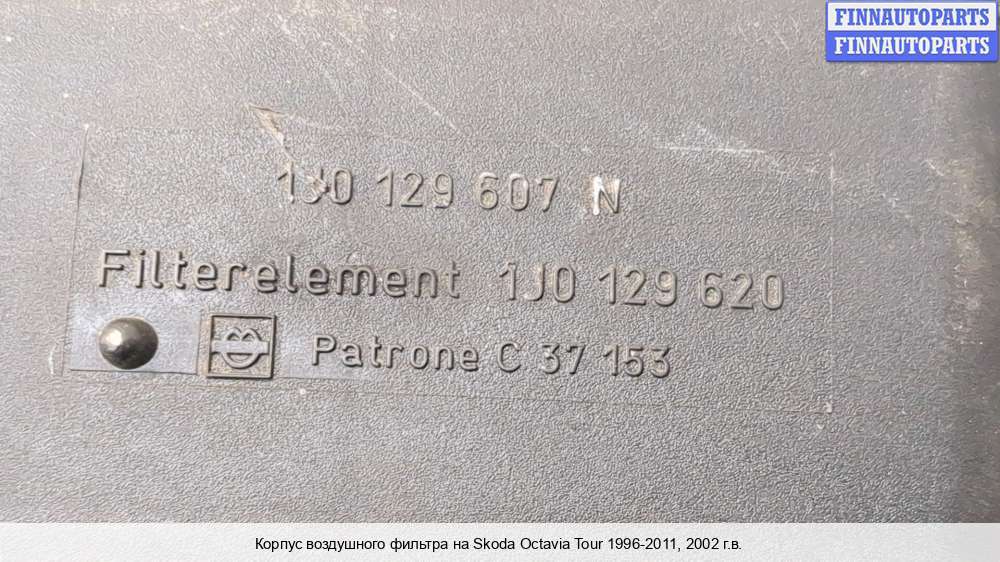 FINNAUTOPARTS
FINNAUTOPARTS
1J0 129 607 N
Filterelement 1J0 129 620
Patrone C 37 153
Корпус воздушного фильтра на Skoda Octavia Tour 1996-2011, 2002 г.в.